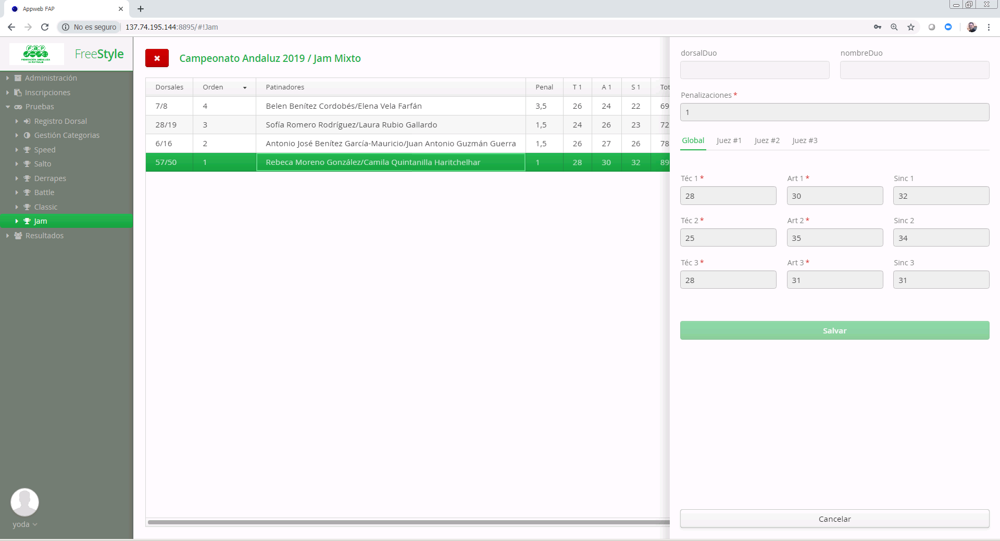 Appweb FAP
No es seguro 137.74.195.144:8895/#!Jam
FaP
FEDERACIÓN ANDALUZA
DE PATINAJE
FreeStyle
Administración
Inscripciones
Pruebas
Registro Dorsal
Gestión Categorias
Speed
Salto
Derrapes
Battle
Classic
Jam
Resultados
yoda
Campeonato Andaluz 2019 / Jam Mixto
Dorsales Orden Patinadores Penal T 1 A 1 S 1 Tot
7/8 4 Belen Benítez Cordobés/Elena Vela Farfán 3,5 26 24 22 69
28/19 3 Sofía Romero Rodríguez/Laura Rubio Gallardo 1,5 24 26 23 72
6/16 2 Antonio José Benítez García-Mauricio/Juan Antonio Guzmán Guerra 1,5 26 27 26 78
57/50 1 Rebeca Moreno González/Camila Quintanilla Haritchelhar 1 28 30 32 89
dorsalDuo nombreDuo
Penalizaciones *
1
Global Juez #1 Juez #2 Juez #3
Téc 1 * Art 1 * Sinc 1
28 30 32
Téc 2 * Art 2 * Sinc 2
25 35 34
Téc 3 * Art 3 * Sinc 3
28 31 31
Salvar
Cancelar